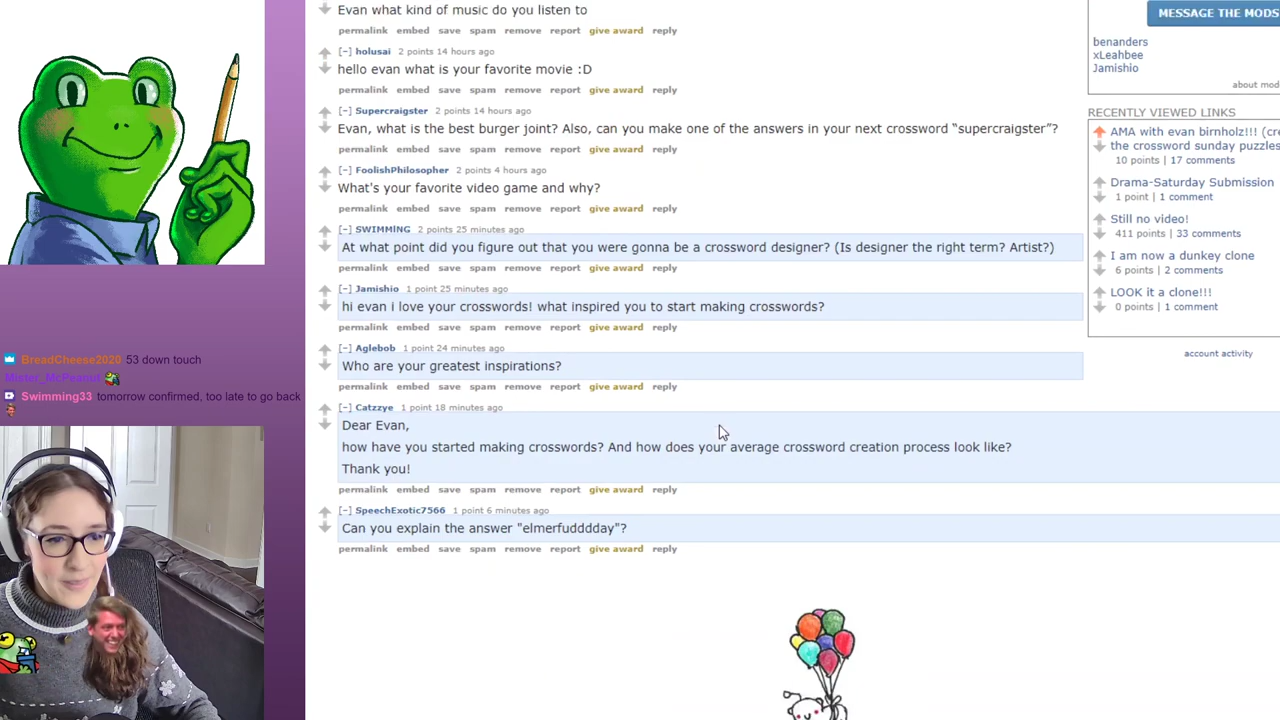 Evan what kind of music do you listen to
permalink embed save spam remove report give award reply
[–] holusai 2 points 14 hours ago
hello evan what is your favorite movie :D
permalink embed save spam remove report give award reply
[–] Supercraigster 2 points 14 hours ago
Evan, what is the best burger joint? Also, can you make one of the answers in your next crossword “supercraigster”?
permalink embed save spam remove report give award reply
[–] FoolishPhilosopher 2 points 4 hours ago
What's your favorite video game and why?
permalink embed save spam remove report give award reply
[–] SWIMMING 2 points 25 minutes ago
At what point did you figure out that you were gonna be a crossword designer? (Is designer the right term? Artist?)
permalink embed save spam remove report give award reply
[–] Jamishio 1 point 25 minutes ago
hi evan i love your crosswords! what inspired you to start making crosswords?
permalink embed save spam remove report give award reply
[–] Aglebob 1 point 24 minutes ago
Who are your greatest inspirations?
permalink embed save spam remove report give award reply
[–] Catzzye 1 point 18 minutes ago
Dear Evan,
how have you started making crosswords? And how does your average crossword creation process look like?
Thank you!
permalink embed save spam remove report give award reply
[–] SpeechExotic7566 1 point 6 minutes ago
Can you explain the answer "elmerfudddday"?
permalink embed save spam remove report give award reply
MESSAGE THE MODS
benanders
xLeahbee
Jamishio
about mod
RECENTLY VIEWED LINKS
AMA with evan birnholz!!! (cre
the crossword sunday puzzles
10 points | 17 comments
Drama-Saturday Submission
1 point | 1 comment
Still no video!
411 points | 33 comments
I am now a dunkey clone
6 points | 2 comments
LOOK it a clone!!!
0 points | 1 comment
account activity
BreadCheese2020 53 down touch
Mister_McPeanut
Swimming33 tomorrow confirmed, too late to go back